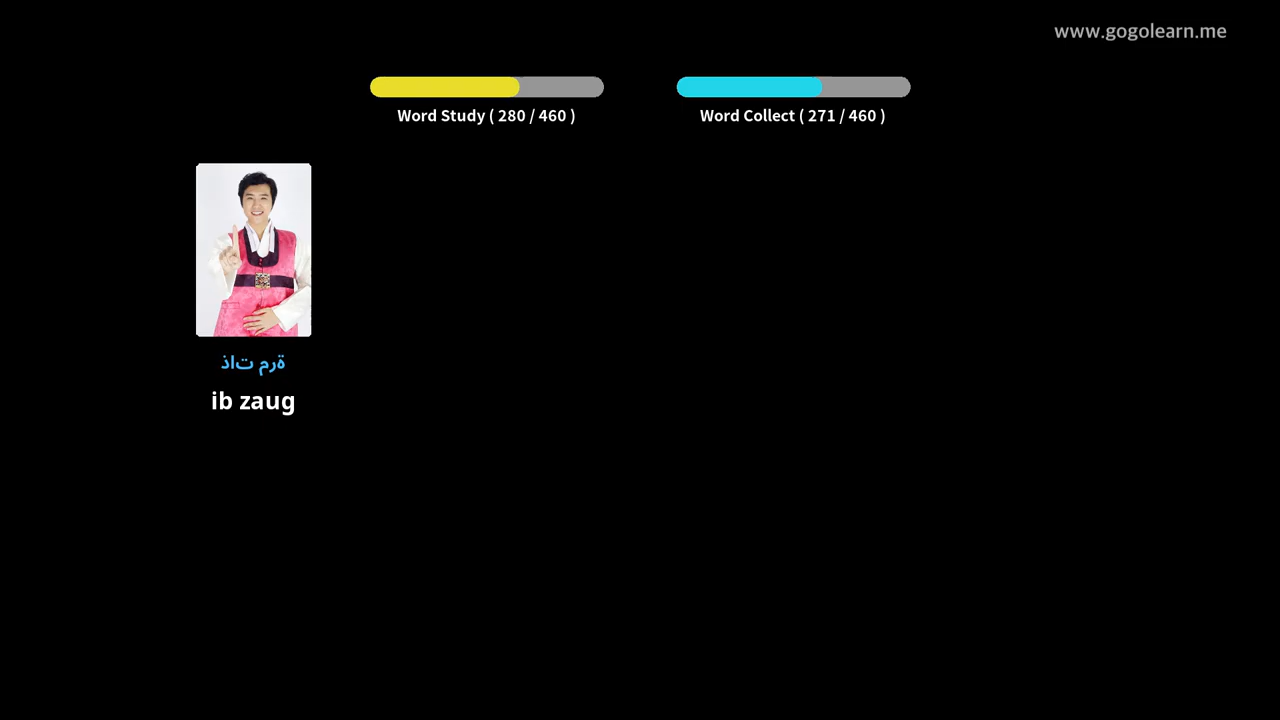 www.gogolearn.me
Word Study ( 280 / 460 )
Word Collect ( 271 / 460 )
ذات مرة
ib zaug